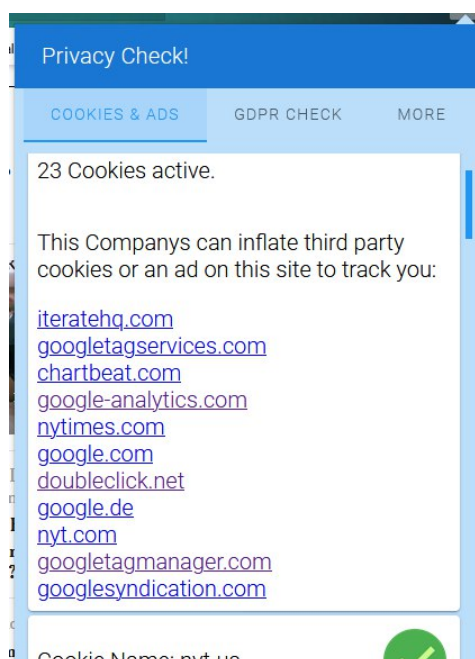 Privacy Check!
COOKIES & ADS
GDPR CHECK
MORE
23 Cookies active.
This Companys can inflate third party
cookies or an ad on this site to track you:
iteratehq.com
googletagservices.com
chartbeat.com
google-analytics.com
nytimes.com
google.com
doubleclick.net
google.de
nyt.com
googletagmanager.com
googlesyndication.com